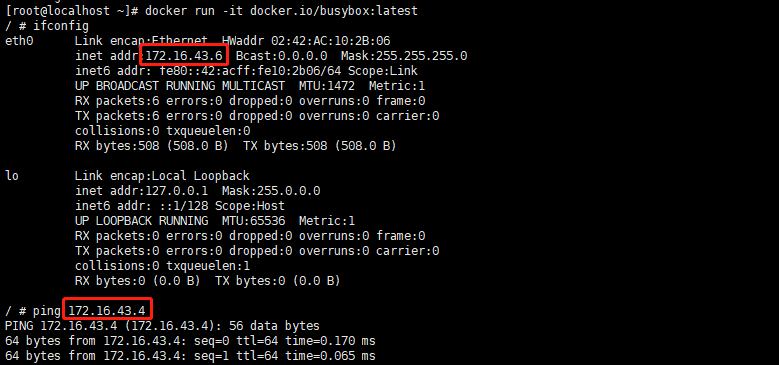 [root@localhost ~]# docker run -it docker.io/busybox:latest
/ # ifconfig
eth0      Link encap:Ethernet  HWaddr 02:42:AC:10:2B:06
          inet addr:172.16.43.6  Bcast:0.0.0.0  Mask:255.255.255.0
          inet6 addr: fe80::42:acff:fe10:2b06/64 Scope:Link
          UP BROADCAST RUNNING MULTICAST  MTU:1472  Metric:1
          RX packets:6 errors:0 dropped:0 overruns:0 frame:0
          TX packets:6 errors:0 dropped:0 overruns:0 carrier:0
          collisions:0 txqueuelen:0
          RX bytes:508 (508.0 B)  TX bytes:508 (508.0 B)

lo        Link encap:Local Loopback
          inet addr:127.0.0.1  Mask:255.0.0.0
          inet6 addr: ::1/128 Scope:Host
          UP LOOPBACK RUNNING  MTU:65536  Metric:1
          RX packets:0 errors:0 dropped:0 overruns:0 frame:0
          TX packets:0 errors:0 dropped:0 overruns:0 carrier:0
          collisions:0 txqueuelen:1
          RX bytes:0 (0.0 B)  TX bytes:0 (0.0 B)

/ # ping 172.16.43.4
PING 172.16.43.4 (172.16.43.4): 56 data bytes
64 bytes from 172.16.43.4: seq=0 ttl=64 time=0.170 ms
64 bytes from 172.16.43.4: seq=1 ttl=64 time=0.065 ms